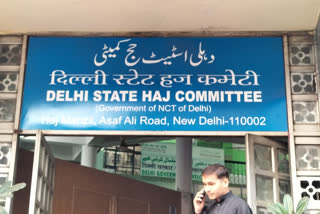 دہلی اسٹیٹ حج کمیٹی
दिल्ली स्टेट हज कमेटी
DELHI STATE HAJ COMMITTEE
(Government of NCT of Delhi)
Haj Manzil, Asaf Ali Road, New Delhi-110002
DELHI